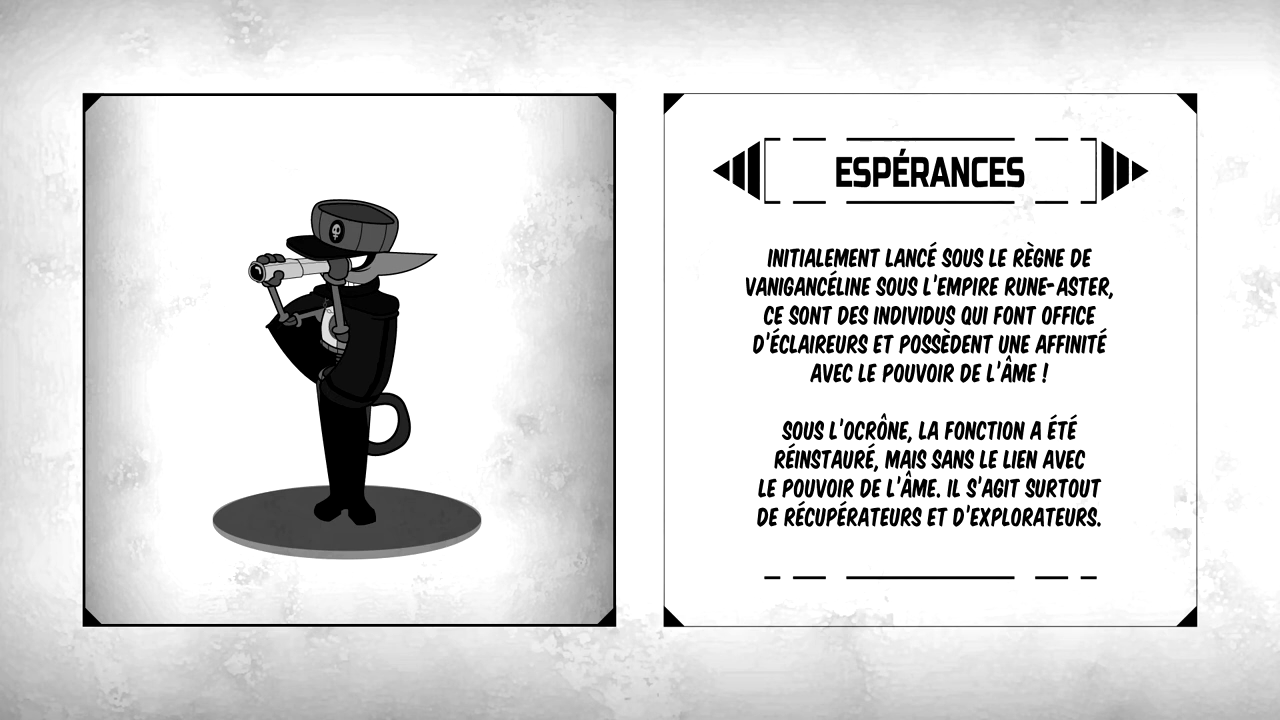 ESPÉRANCES
INITIALEMENT LANCÉ SOUS LE RÈGNE DE
VANIGANCÉLINE SOUS L'EMPIRE RUNE-ASTER,
CE SONT DES INDIVIDUS QUI FONT OFFICE
D'ÉCLAIREURS ET POSSÈDENT UNE AFFINITÉ
AVEC LE POUVOIR DE L'ÂME !
SOUS L'OCRÔNE, LA FONCTION A ÉTÉ
RÉINSTAURÉ, MAIS SANS LE LIEN AVEC
LE POUVOIR DE L'ÂME. IL S'AGIT SURTOUT
DE RÉCUPÉRATEURS ET D'EXPLORATEURS.